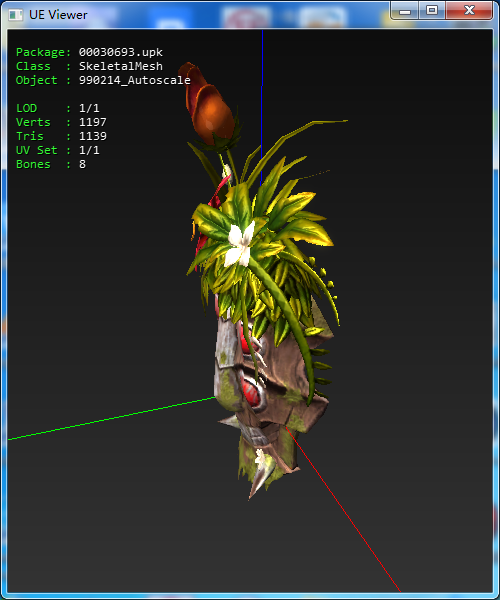 UE Viewer
Package: 00030693.upk
Class : SkeletalMesh
Object : 990214_Autoscale
LOD : 1/1
Verts : 1197
Tris : 1139
UV Set : 1/1
Bones : 8